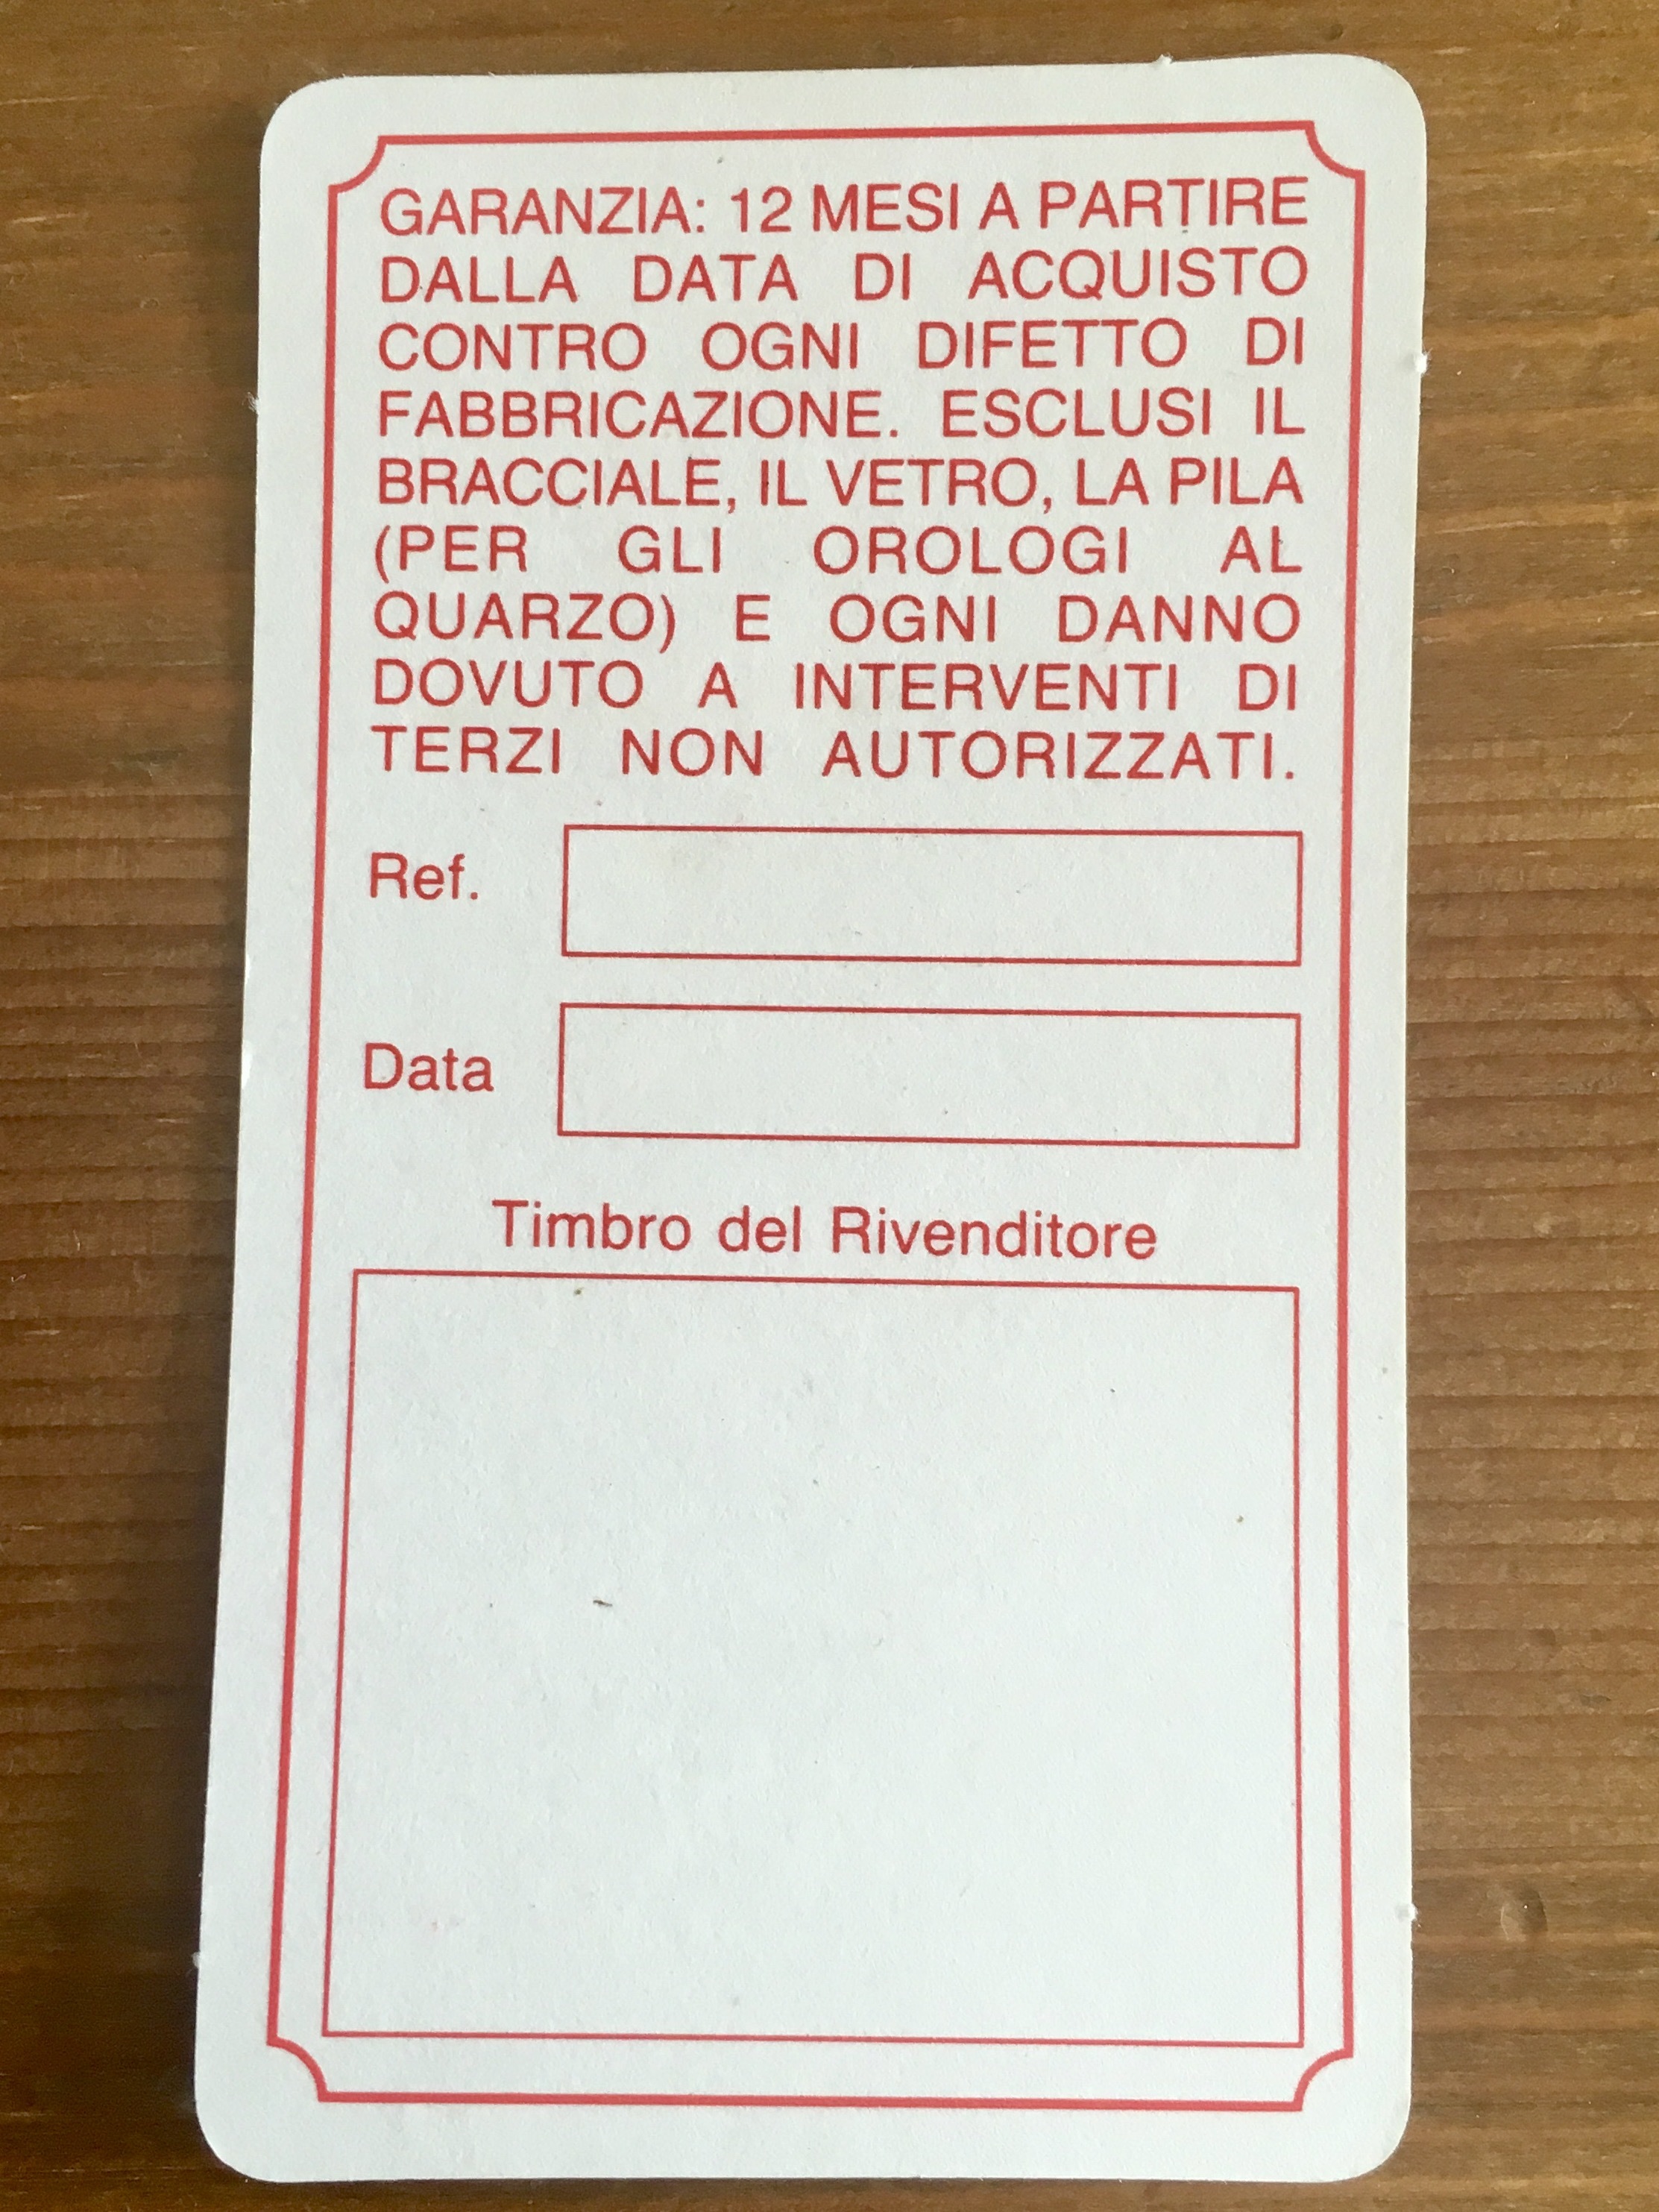 GARANZIA: 12 MESI A PARTIRE
DALLA DATA DI ACQUISTO
CONTRO OGNI DIFETTO DI
FABBRICAZIONE. ESCLUSI IL
BRACCIALE, IL VETRO, LA PILA
(PER GLI OROLOGI AL
QUARZO) E OGNI DANNO
DOVUTO A INTERVENTI DI
TERZI NON AUTORIZZATI.
Ref.
Data
Timbro del Rivenditore